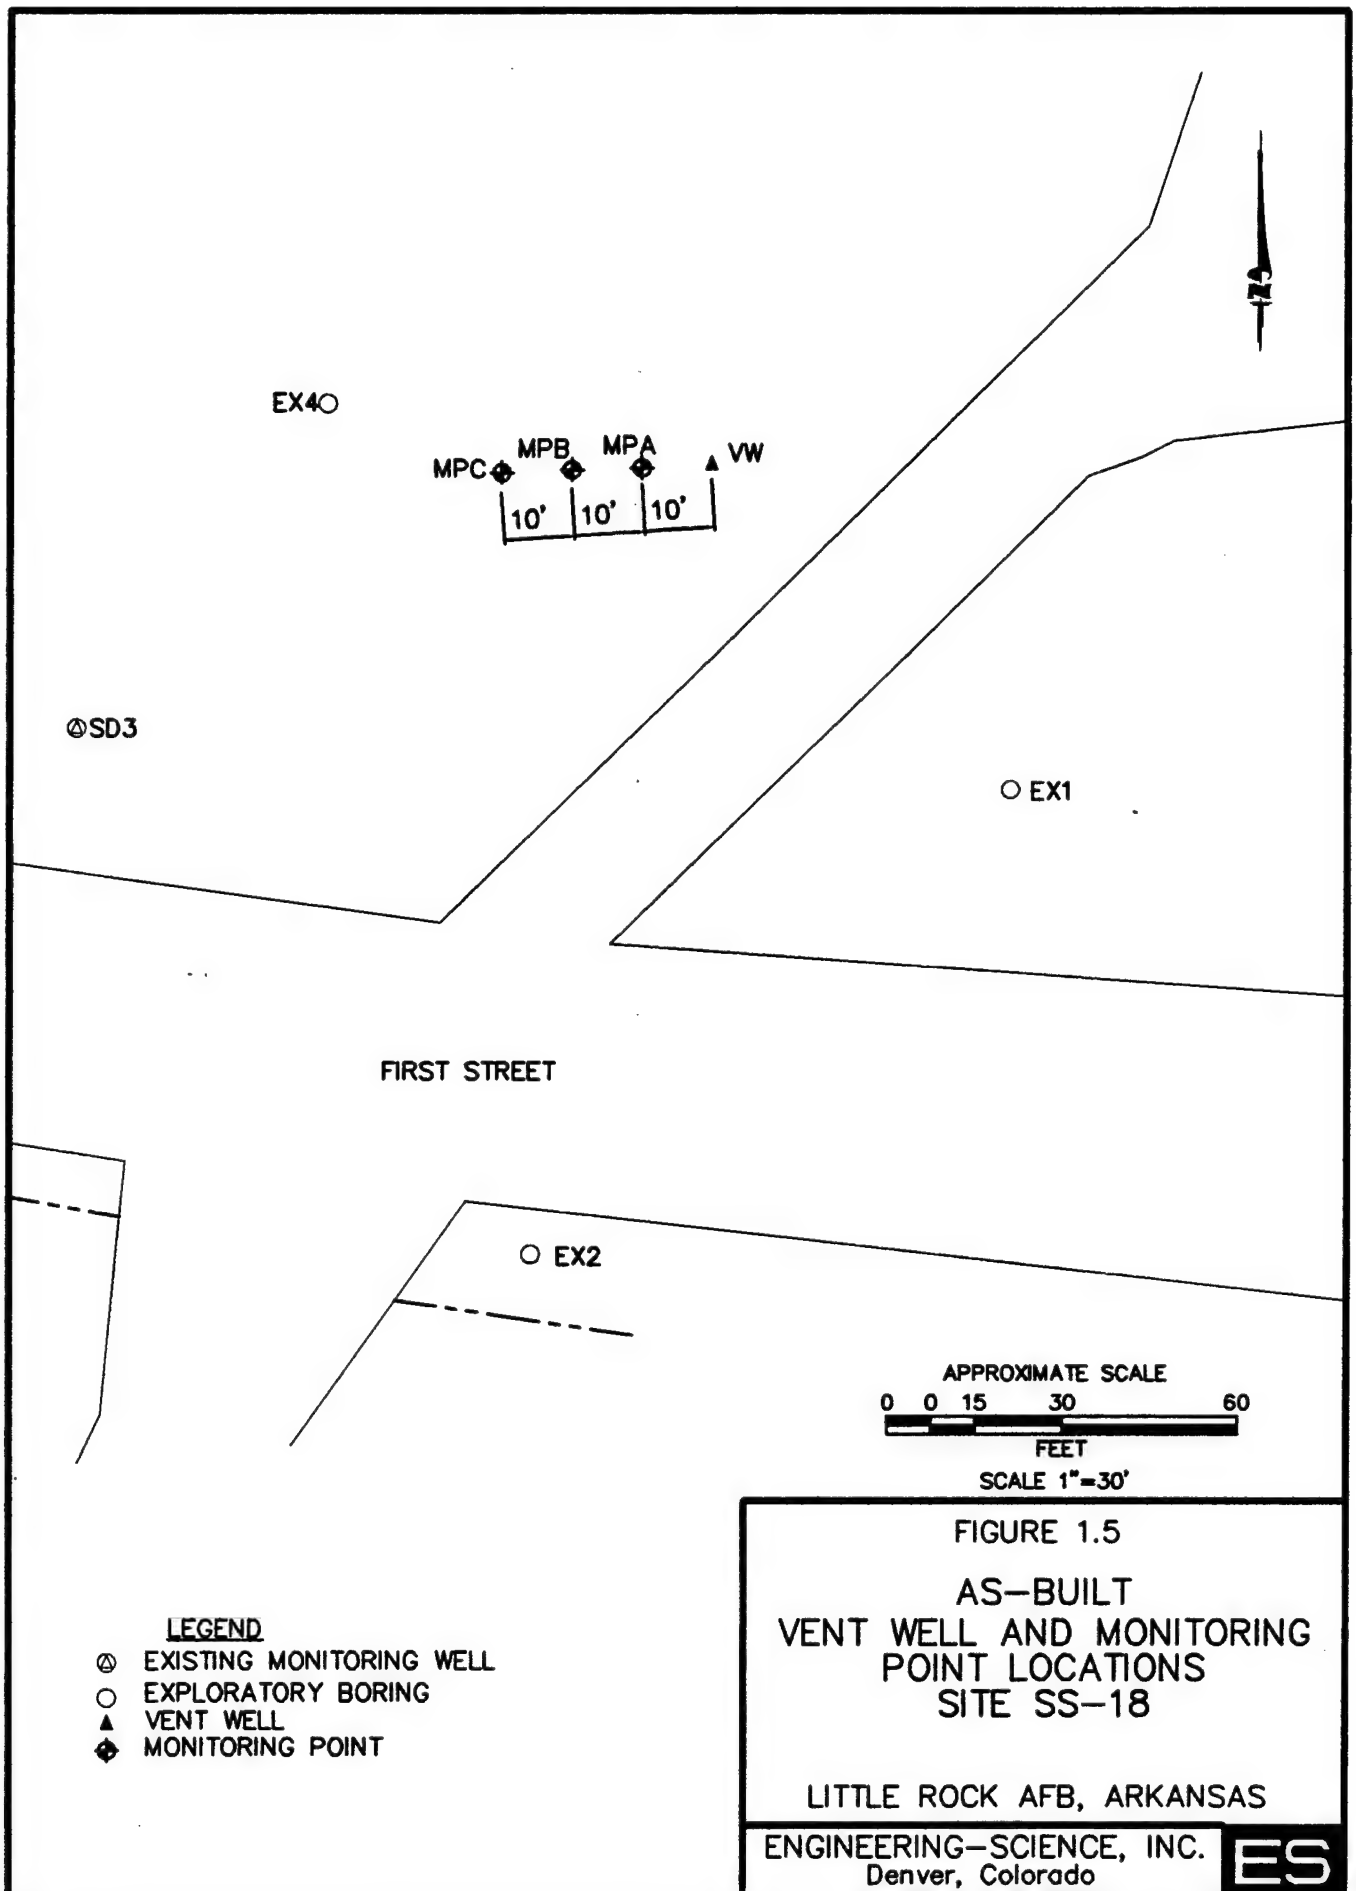 N
EX4
MPC MPB MPA VW
10' 10' 10'
SD3
EX1
FIRST STREET
EX2
APPROXIMATE SCALE
0 0 15 30 60
FEET
SCALE 1"=30'
FIGURE 1.5
AS-BUILT
VENT WELL AND MONITORING
POINT LOCATIONS
SITE SS-18
LITTLE ROCK AFB, ARKANSAS
ENGINEERING-SCIENCE, INC.
Denver, Colorado
ES
LEGEND
EXISTING MONITORING WELL
EXPLORATORY BORING
VENT WELL
MONITORING POINT